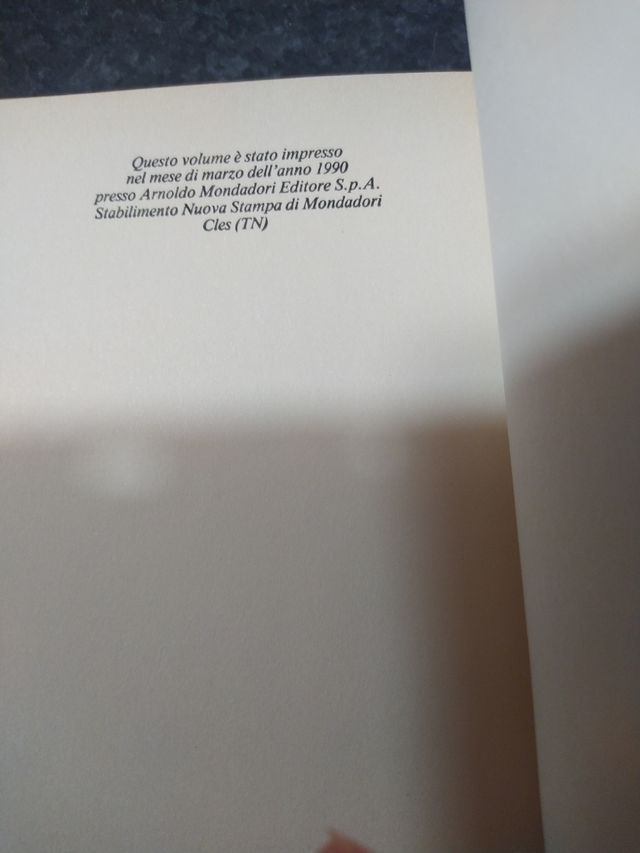 Questo volume è stato impresso
nel mese di marzo dell'anno 1990
presso Arnoldo Mondadori Editore S.p.A.
Stabilimento Nuova Stampa di Mondadori
Cles (TN)